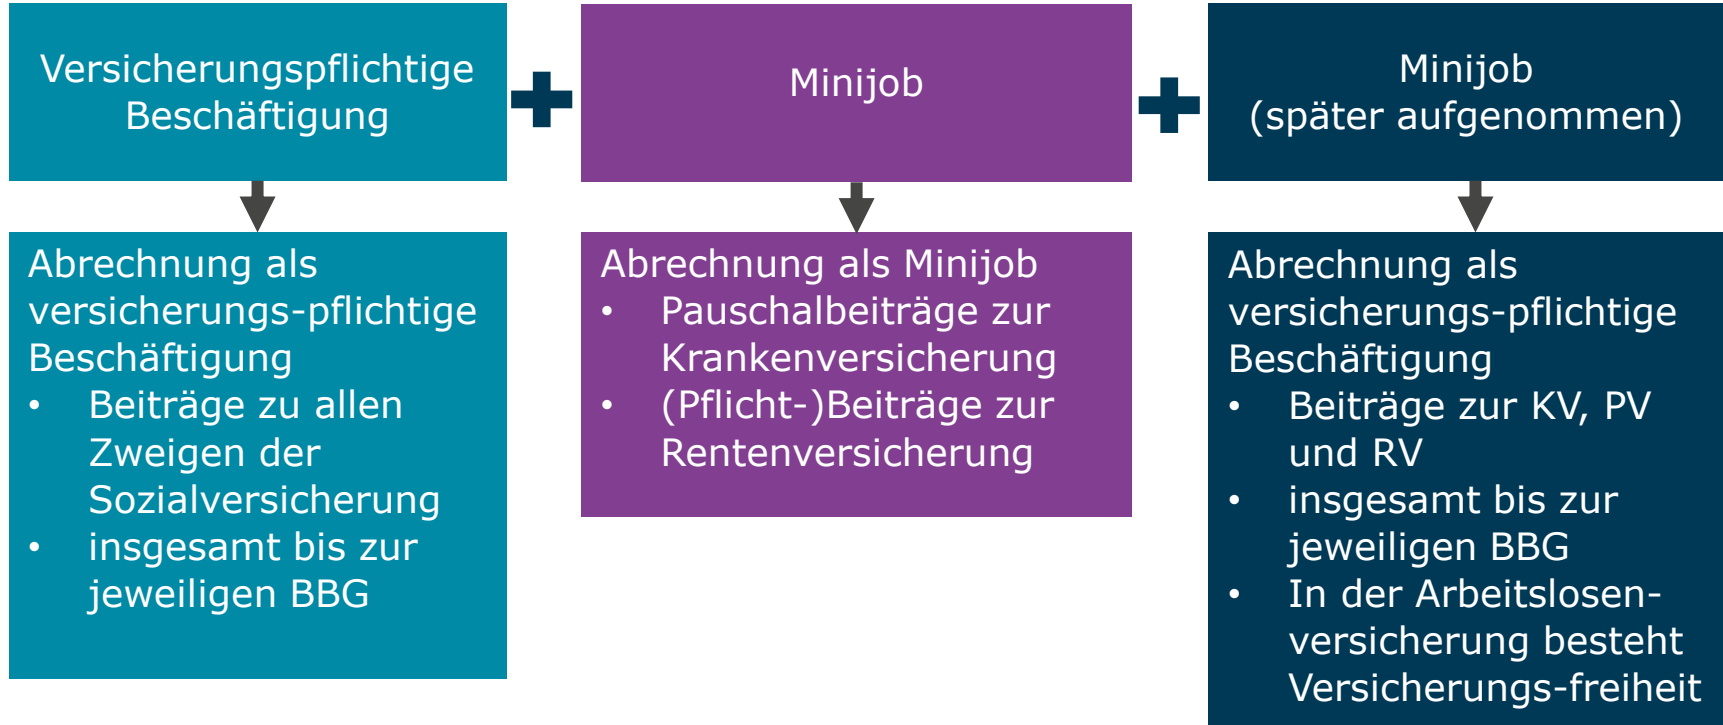 Versicherungspflichtige
Beschäftigung
Minijob
Minijob
(später aufgenommen)
Abrechnung als
versicherungs-pflichtige
Beschäftigung
• Beiträge zu allen
Zweigen der
Sozialversicherung
• insgesamt bis zur
jeweiligen BBG
Abrechnung als Minijob
• Pauschalbeiträge zur
Krankenversicherung
• (Pflicht-)Beiträge zur
Rentenversicherung
Abrechnung als
versicherungs-pflichtige
Beschäftigung
• Beiträge zur KV, PV
und RV
• insgesamt bis zur
jeweiligen BBG
• In der Arbeitslosen-
versicherung besteht
Versicherungs-freiheit